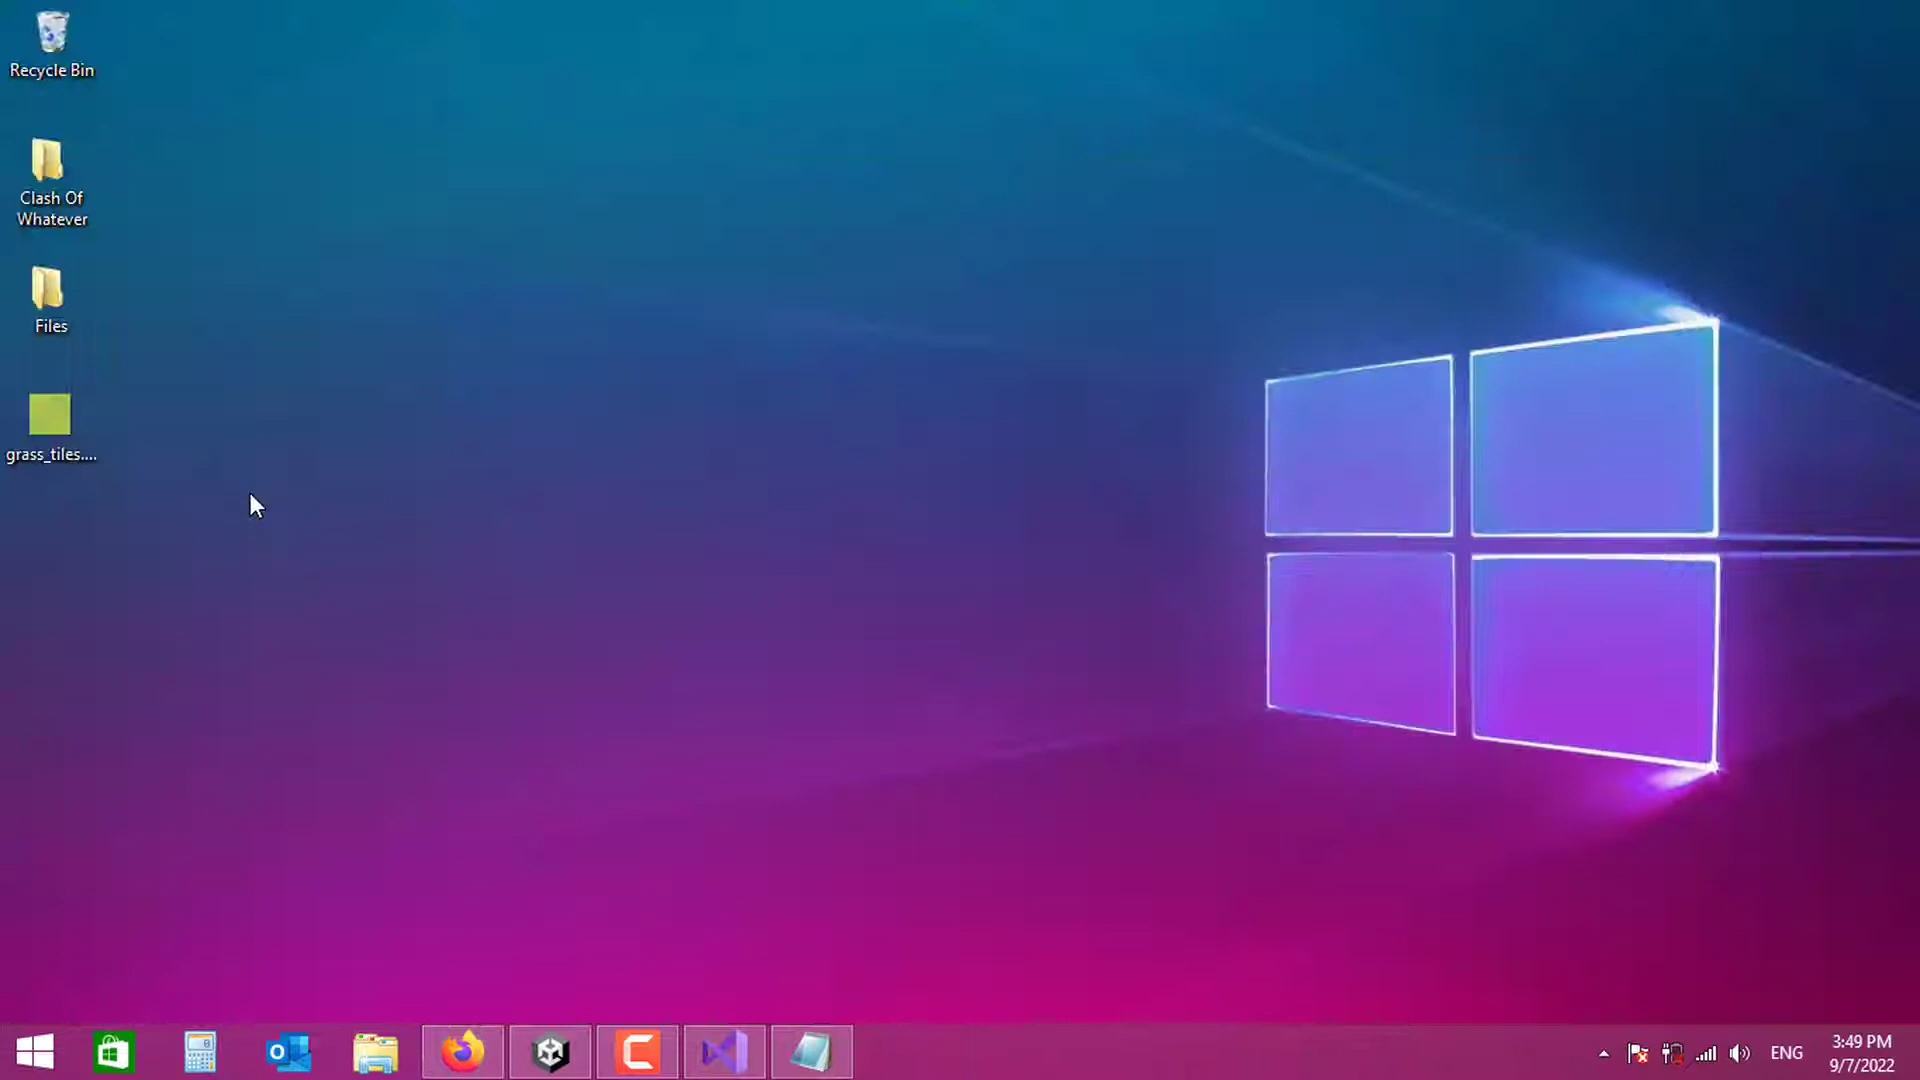 Recycle Bin
Clash Of
Whatever
Files
grass_tiles....
ENG
3:49 PM
9/7/2022